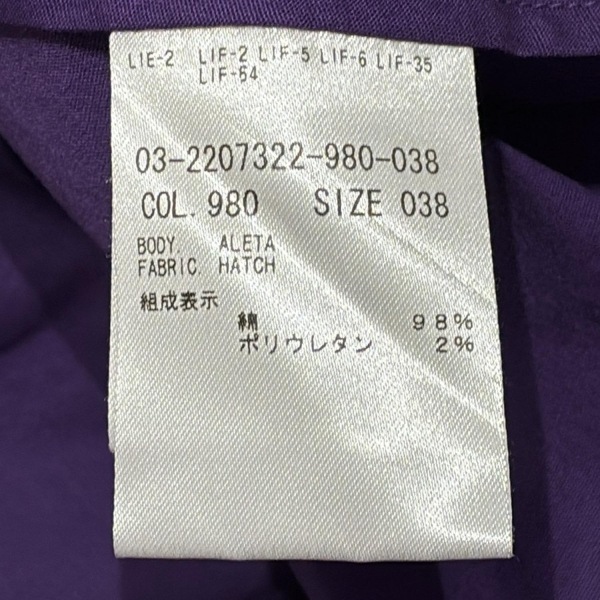 LIE-2 LIF-2 LIF-5 LIF-6 LIF-35
LIF-64
03-2207322-980-038
COL. 980 SIZE 038
BODY. ALETA
FABRIC. HATCH
組成表示
綿 98%
ポリウレタン 2%